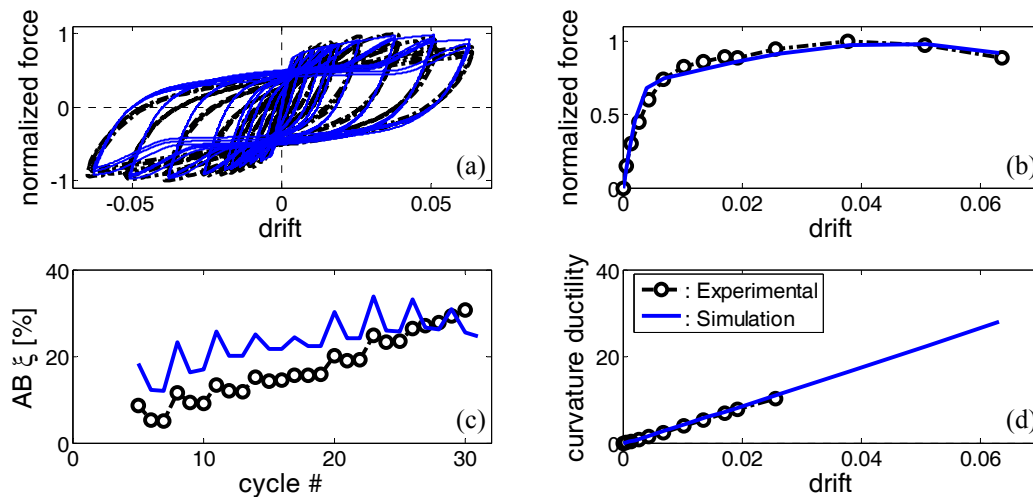 normalized force
1
0
-1
-0.05
0
0.05
drift
(a)
normalized force
1
0.5
0
0
0.02
0.04
0.06
drift
(b)
AB ξ [%]
40
20
0
0
10
20
30
cycle #
(c)
curvature ductility
40
20
0
0
0.02
0.04
0.06
drift
: Experimental
: Simulation
(d)